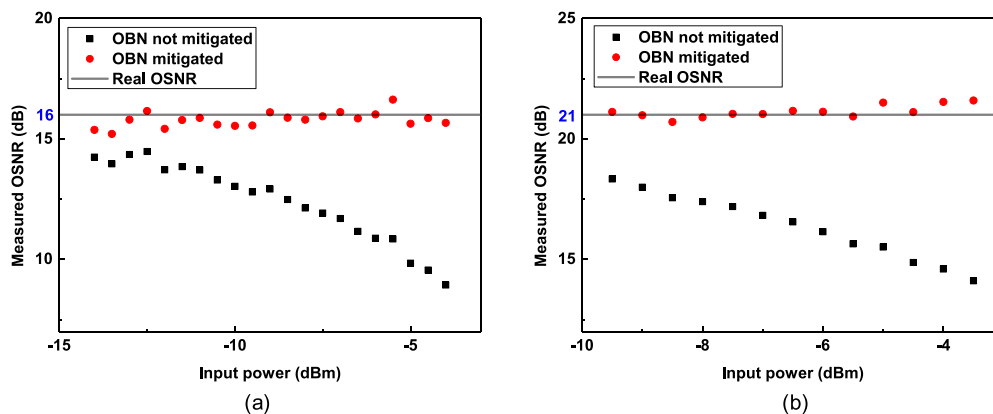 20
OBN not mitigated
OBN mitigated
Real OSNR
16
15
10
Measured OSNR (dB)
-15
-10
-5
Input power (dBm)
(a)
25
OBN not mitigated
OBN mitigated
Real OSNR
21
20
15
12
Measured OSNR (dB)
-10
-8
-6
-4
Input power (dBm)
(b)